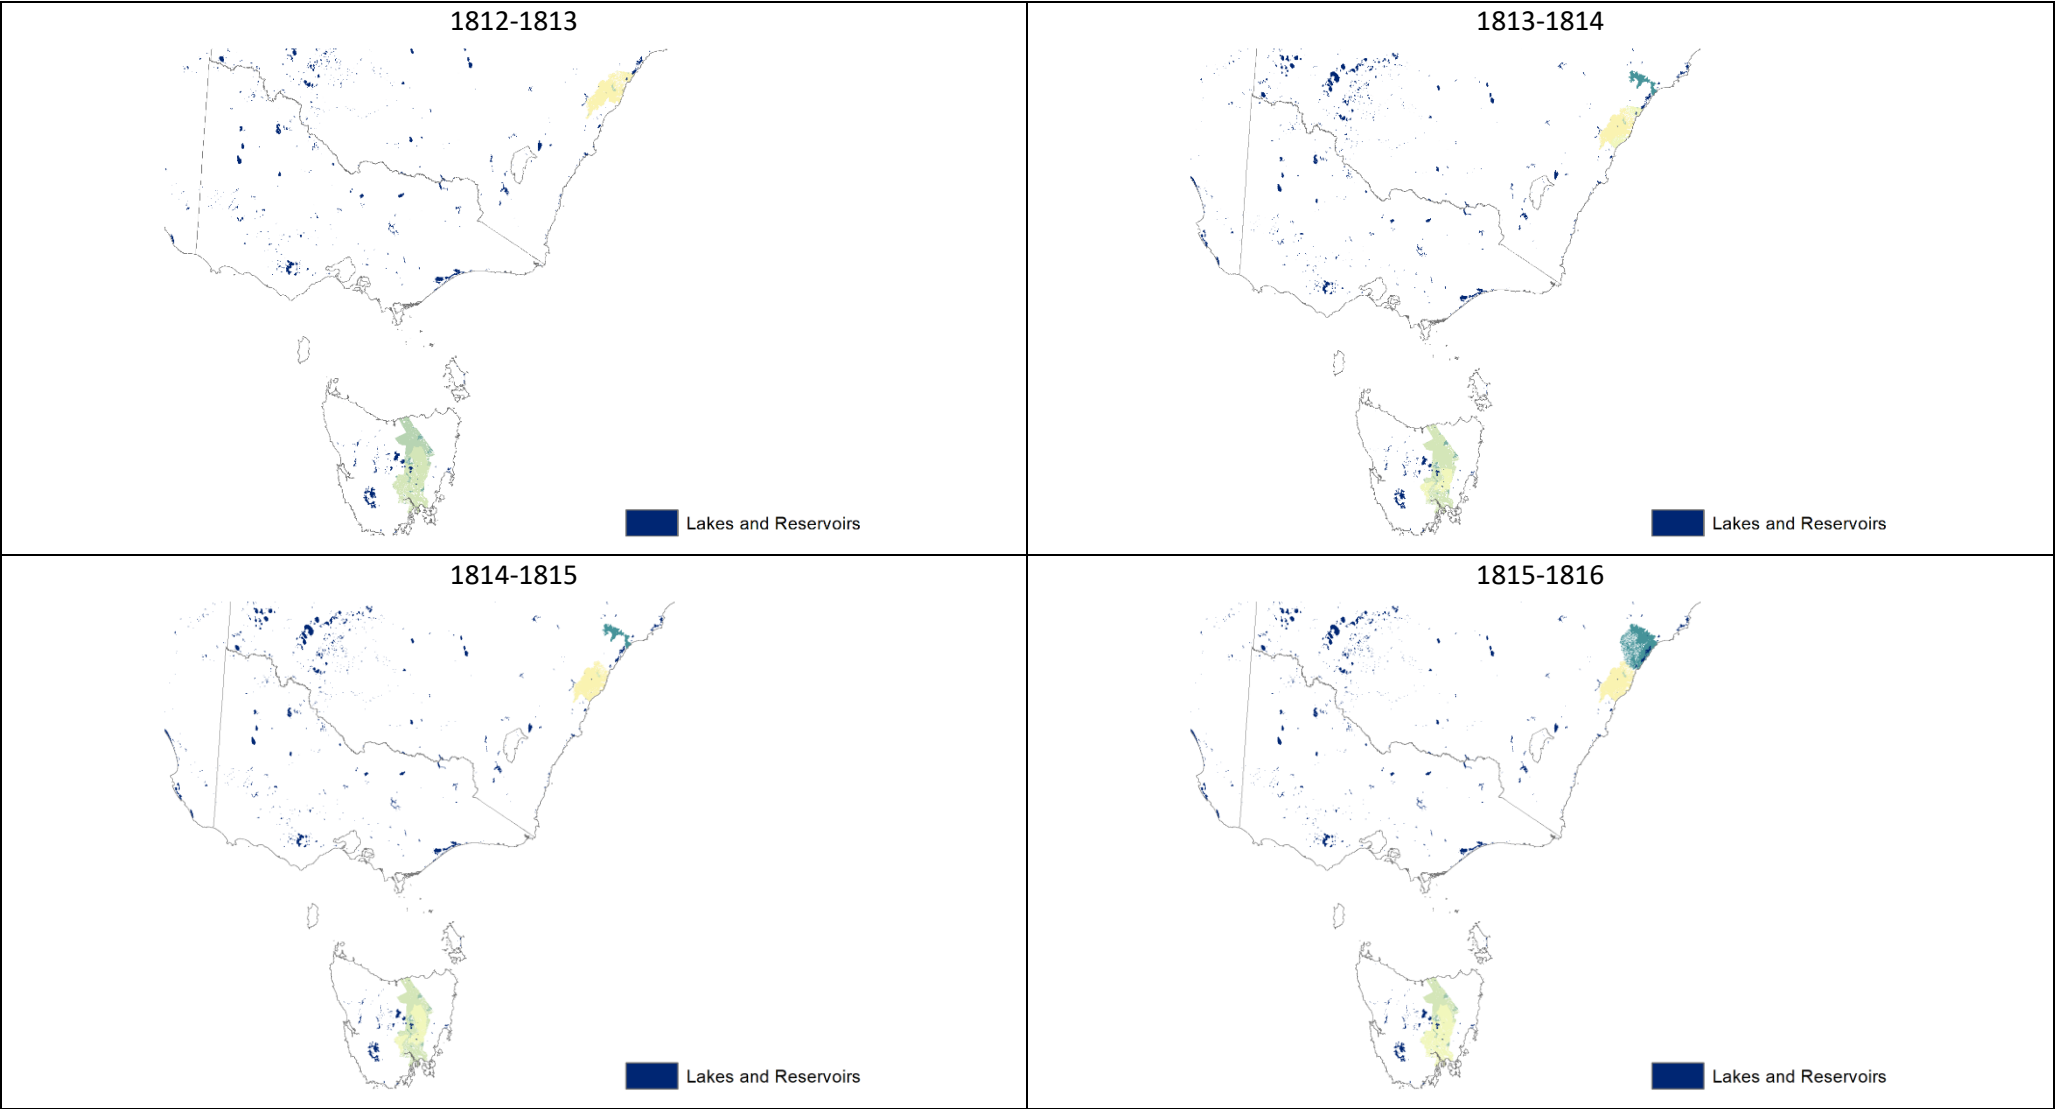 1812-1813
1813-1814
Lakes and Reservoirs
Lakes and Reservoirs
1814-1815
1815-1816
Lakes and Reservoirs
Lakes and Reservoirs